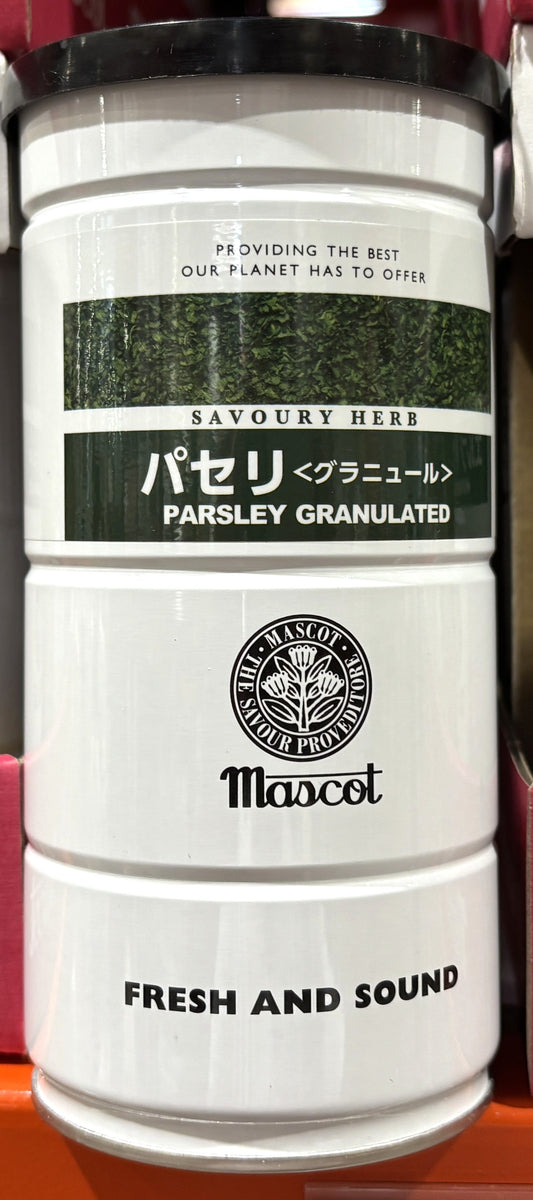 PROVIDING THE BEST
OUR PLANET HAS TO OFFER
SAVOURY HERB
パセリ<グラニュール>
PARSLEY GRANULATED
THE・MASCOT・
SAVOUR PROVEDITORE
Mascot
FRESH AND SOUND